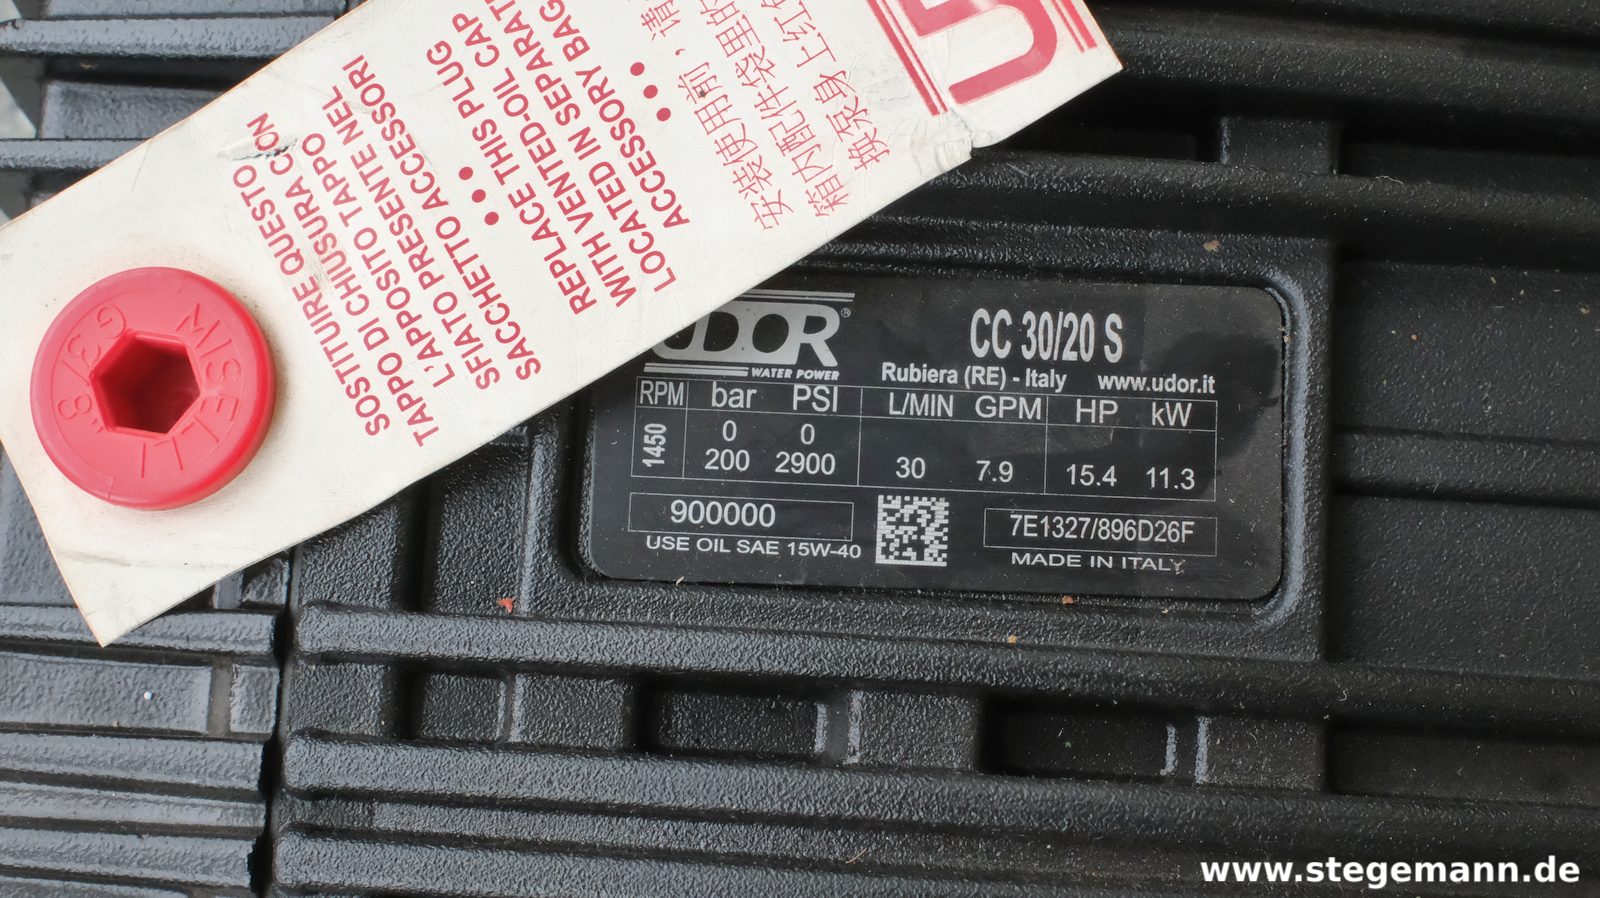 SOSTITUIRE QUESTO
TAPPO DI CHIUSURA CON
L'APPOSITO TAPPO
SFIATO PRESENTE NEL
SACCHETTO ACCESSORI
•••
REPLACE THIS PLUG
WITH VENTED-OIL CAP
LOCATED IN SEPARATE
ACCESSORY BAG
•••
安装使用前，请
箱内配件袋里的
换泵身上红色
G3/8"
UDOR®
WATER POWER
CC 30/20 S
Rubiera (RE) - Italy www.udor.it
RPM bar PSI L/MIN GPM HP kW
1450 0 0
200 2900 30 7.9 15.4 11.3
900000
7E1327/896D26F
USE OIL SAE 15W-40
MADE IN ITALY
www.stegemann.de